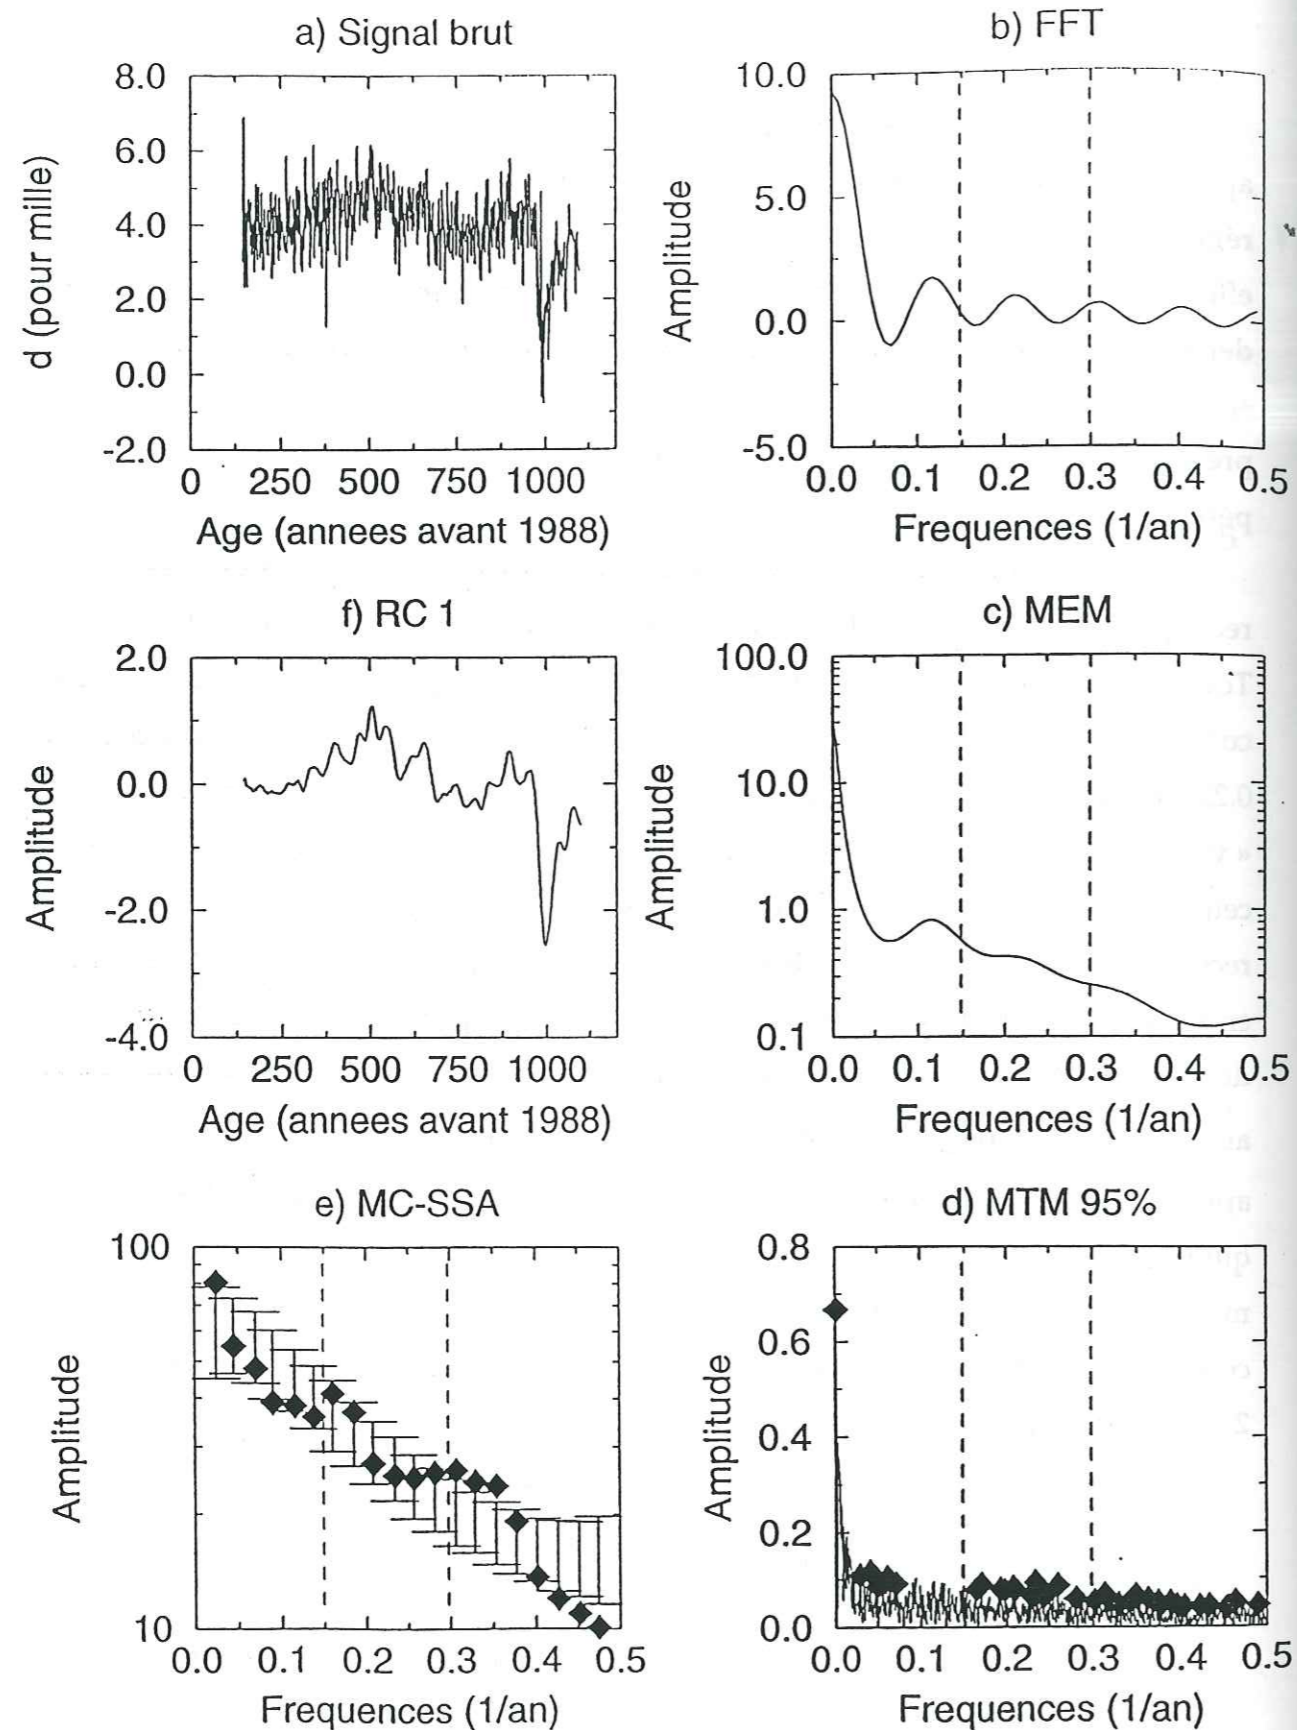 a) Signal brut
8.0
6.0
4.0
2.0
0.0
-2.0
d (pour mille)
0 250 500 750 1000
Age (annees avant 1988)
b) FFT
10.0
5.0
0.0
-5.0
Amplitude
0.0 0.1 0.2 0.3 0.4 0.5
Frequences (1/an)
f) RC 1
2.0
0.0
-2.0
-4.0
Amplitude
0 250 500 750 1000
Age (annees avant 1988)
c) MEM
100.0
10.0
1.0
0.1
Amplitude
0.0 0.1 0.2 0.3 0.4 0.5
Frequences (1/an)
e) MC-SSA
100
10
Amplitude
0.0 0.1 0.2 0.3 0.4 0.5
Frequences (1/an)
d) MTM 95%
0.8
0.6
0.4
0.2
0.0
Amplitude
0.0 0.1 0.2 0.3 0.4 0.5
Frequences (1/an)